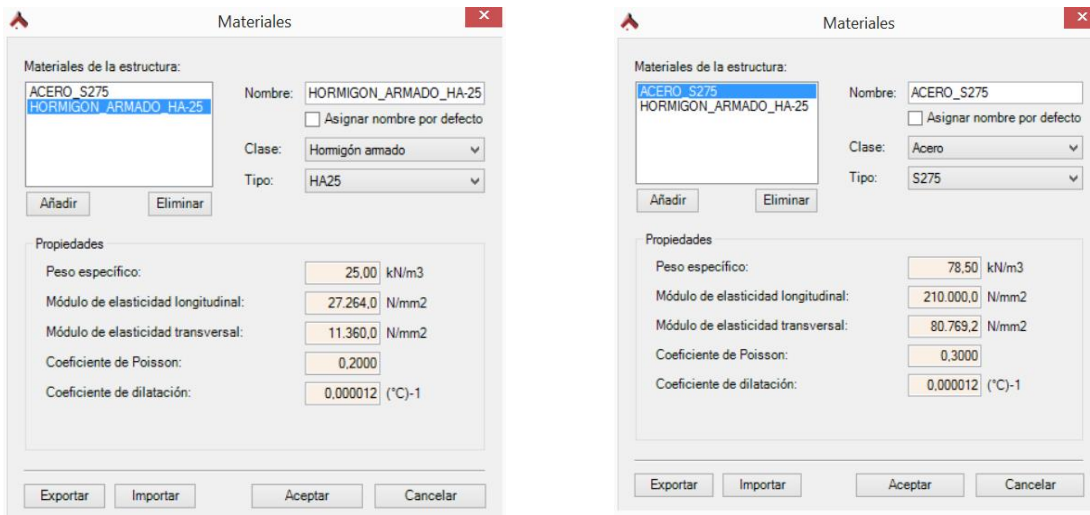 Materiales
Materiales de la estructura:
ACERO_S275
HORMIGON_ARMADO_HA-25
Nombre: HORMIGON_ARMADO_HA-25
Asignar nombre por defecto
Clase: Hormigón armado
Tipo: HA25
Añadir Eliminar
Propiedades
Peso específico: 25,00 kN/m3
Módulo de elasticidad longitudinal: 27.264,0 N/mm2
Módulo de elasticidad transversal: 11.360,0 N/mm2
Coeficiente de Poisson: 0,2000
Coeficiente de dilatación: 0,000012 (°C)-1
Exportar Importar Aceptar Cancelar
Materiales
Materiales de la estructura:
ACERO_S275
HORMIGON_ARMADO_HA-25
Nombre: ACERO_S275
Asignar nombre por defecto
Clase: Acero
Tipo: S275
Añadir Eliminar
Propiedades
Peso específico: 78,50 kN/m3
Módulo de elasticidad longitudinal: 210.000,0 N/mm2
Módulo de elasticidad transversal: 80.769,2 N/mm2
Coeficiente de Poisson: 0,3000
Coeficiente de dilatación: 0,000012 (°C)-1
Exportar Importar Aceptar Cancelar